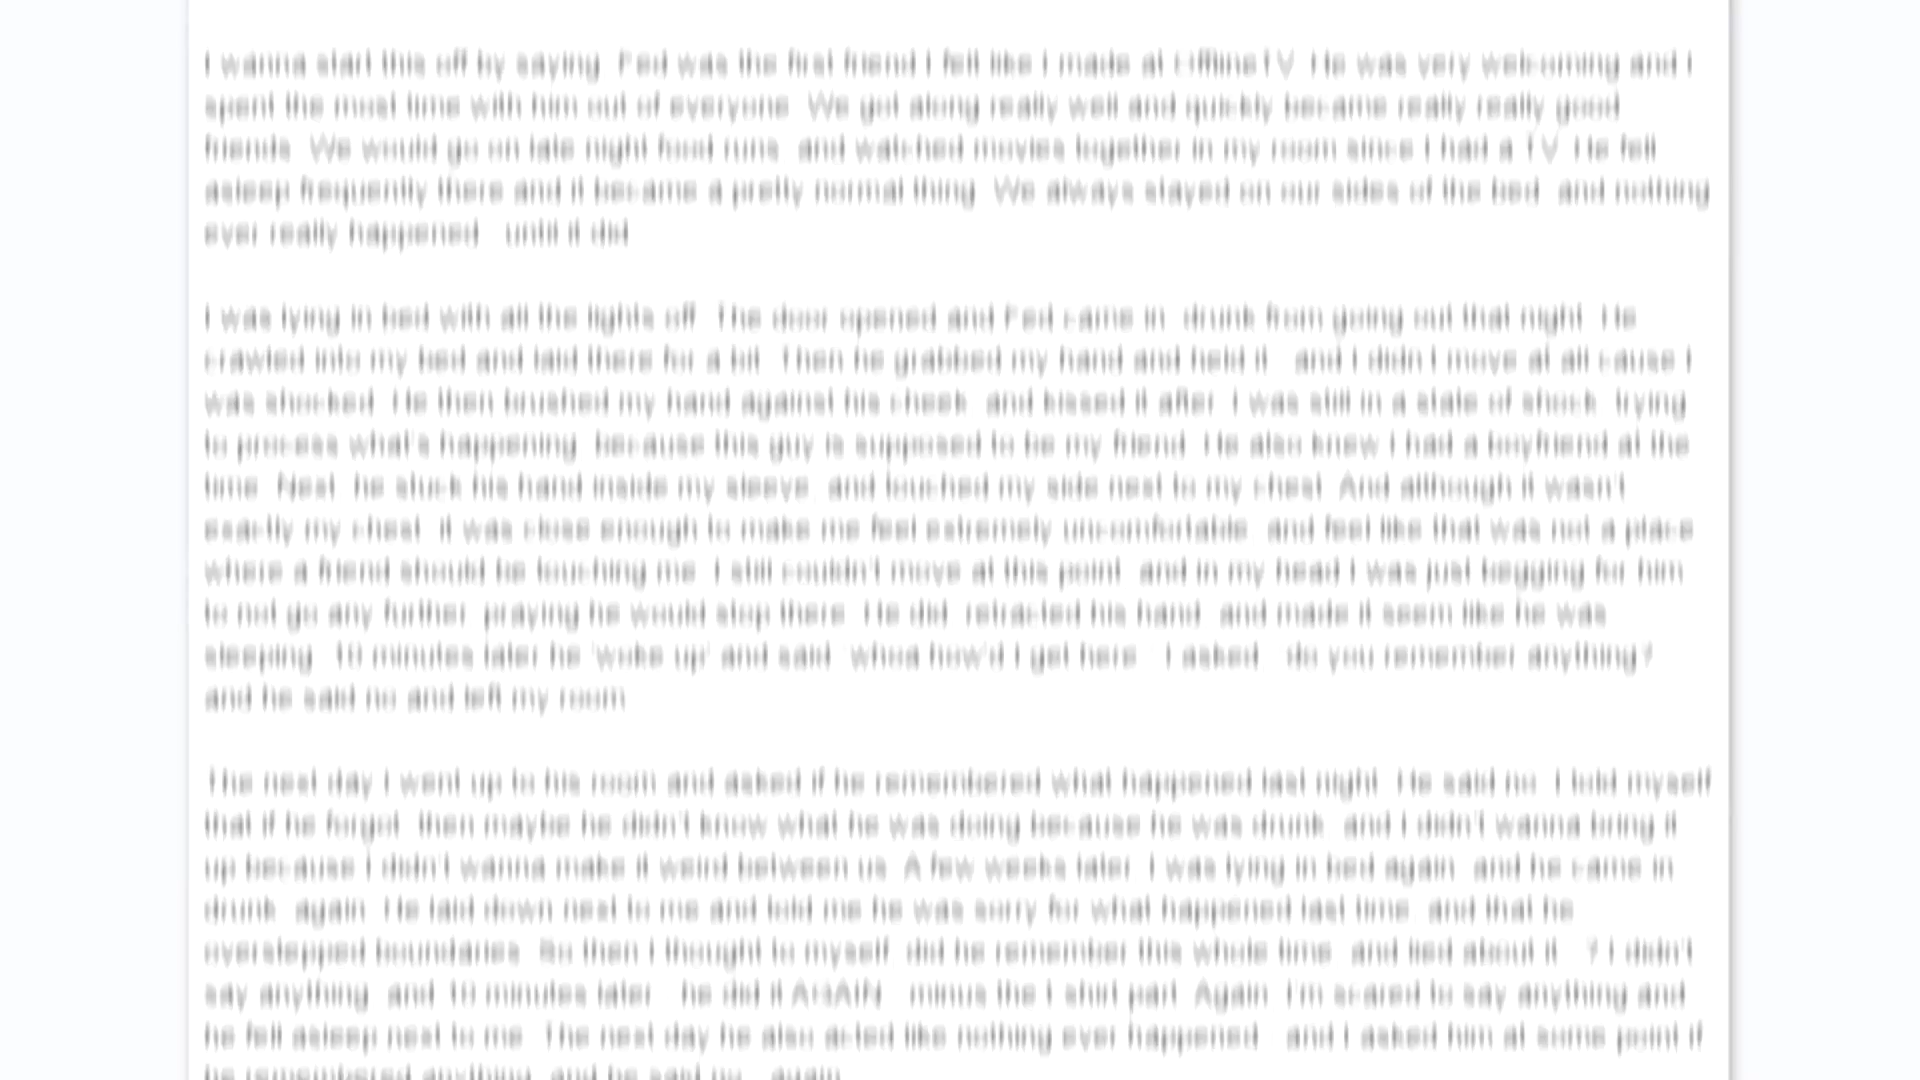 I wanna start this off by saying Fed was the first friend I felt like I made at OfflineTV He was very welcoming and I
spent the most time with him out of everyone We got along really well and quickly became really really good
friends We would go on late night food runs and watched movies together in my room since I had a TV He fell
asleep frequently there and it became a pretty normal thing We always stayed on our sides of the bed and nothing
ever really happened until it did
I was lying in bed with all the lights off The door opened and Fed came in drunk from going out that night He
crawled into my bed and laid there for a bit Then he grabbed my hand and held it and I didn't move at all cause I
was shocked He then brushed my hand against his cheek and kissed it after I was still in a state of shock trying
to process what's happening because this guy is supposed to be my friend He also knew I had a boyfriend at the
time Next he stuck his hand inside my sleeve and touched my side next to my chest And although it wasn't
exactly my chest it was close enough to make me feel extremely uncomfortable and feel like that was not a place
where a friend should be touching me I still couldn't move at this point and in my head I was just begging for him
to not go any further praying he would stop there He did retracted his hand and made it seem like he was
sleeping 10 minutes later he 'woke up' and said whoa how'd I get here I asked do you remember anything?
and he said no and left my room
The next day I went up to his room and asked if he remembered what happened last night He said no I told myself
that if he forgot then maybe he didn't know what he was doing because he was drunk and I didn't wanna bring it
up because I didn't wanna make it weird between us A few weeks later I was lying in bed again and he came in
drunk again He laid down next to me and told me he was sorry for what happened last time and that he
overstepped boundaries So then I thought to myself did he remember this whole time and lied about it ? I didn't
say anything and 10 minutes later he did it AGAIN minus the t shirt part Again I'm scared to say anything and
he fell asleep next to me The next day he also acted like nothing ever happened and I asked him at some point if
he remembered anything and he said no again